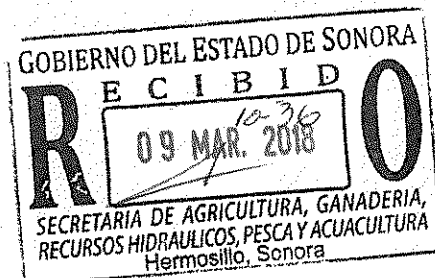 GOBIERNO DEL ESTADO DE SONORA
RECIBIDO
10-36
09 MAR. 2018
SECRETARIA DE AGRICULTURA, GANADERIA,
RECURSOS HIDRAULICOS, PESCA Y ACUACULTURA
Hermosillo, Sonora